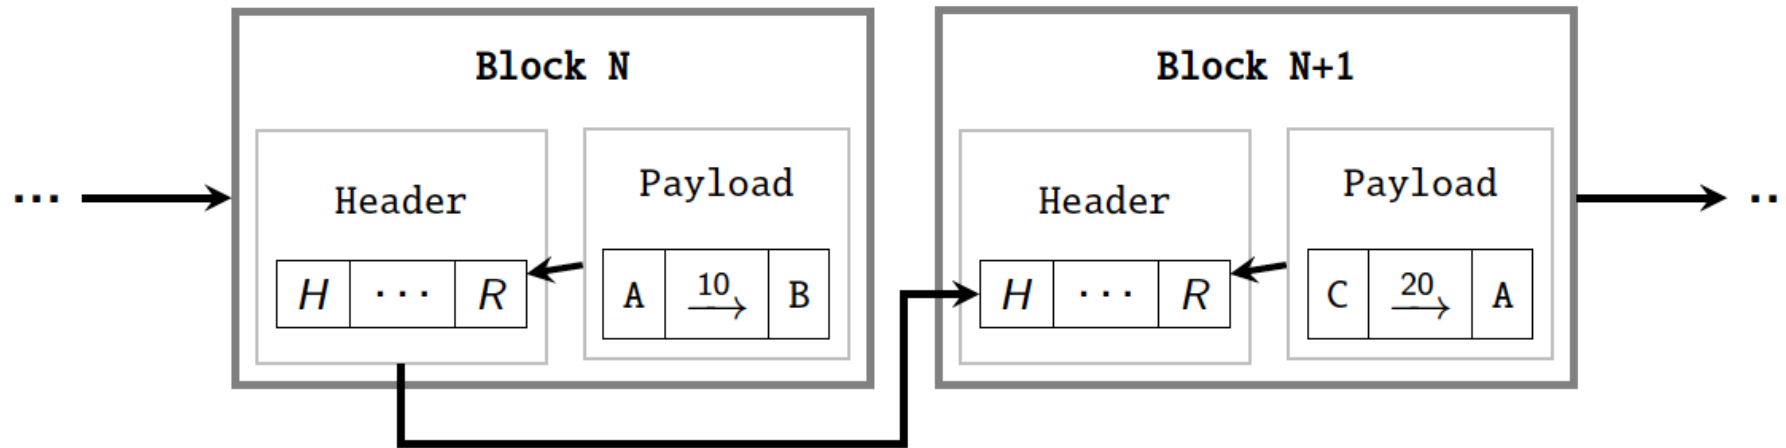 Block N
Block N+1
... Header Payload Header Payload ..
H ··· R A 10 B H ··· R C 20 A